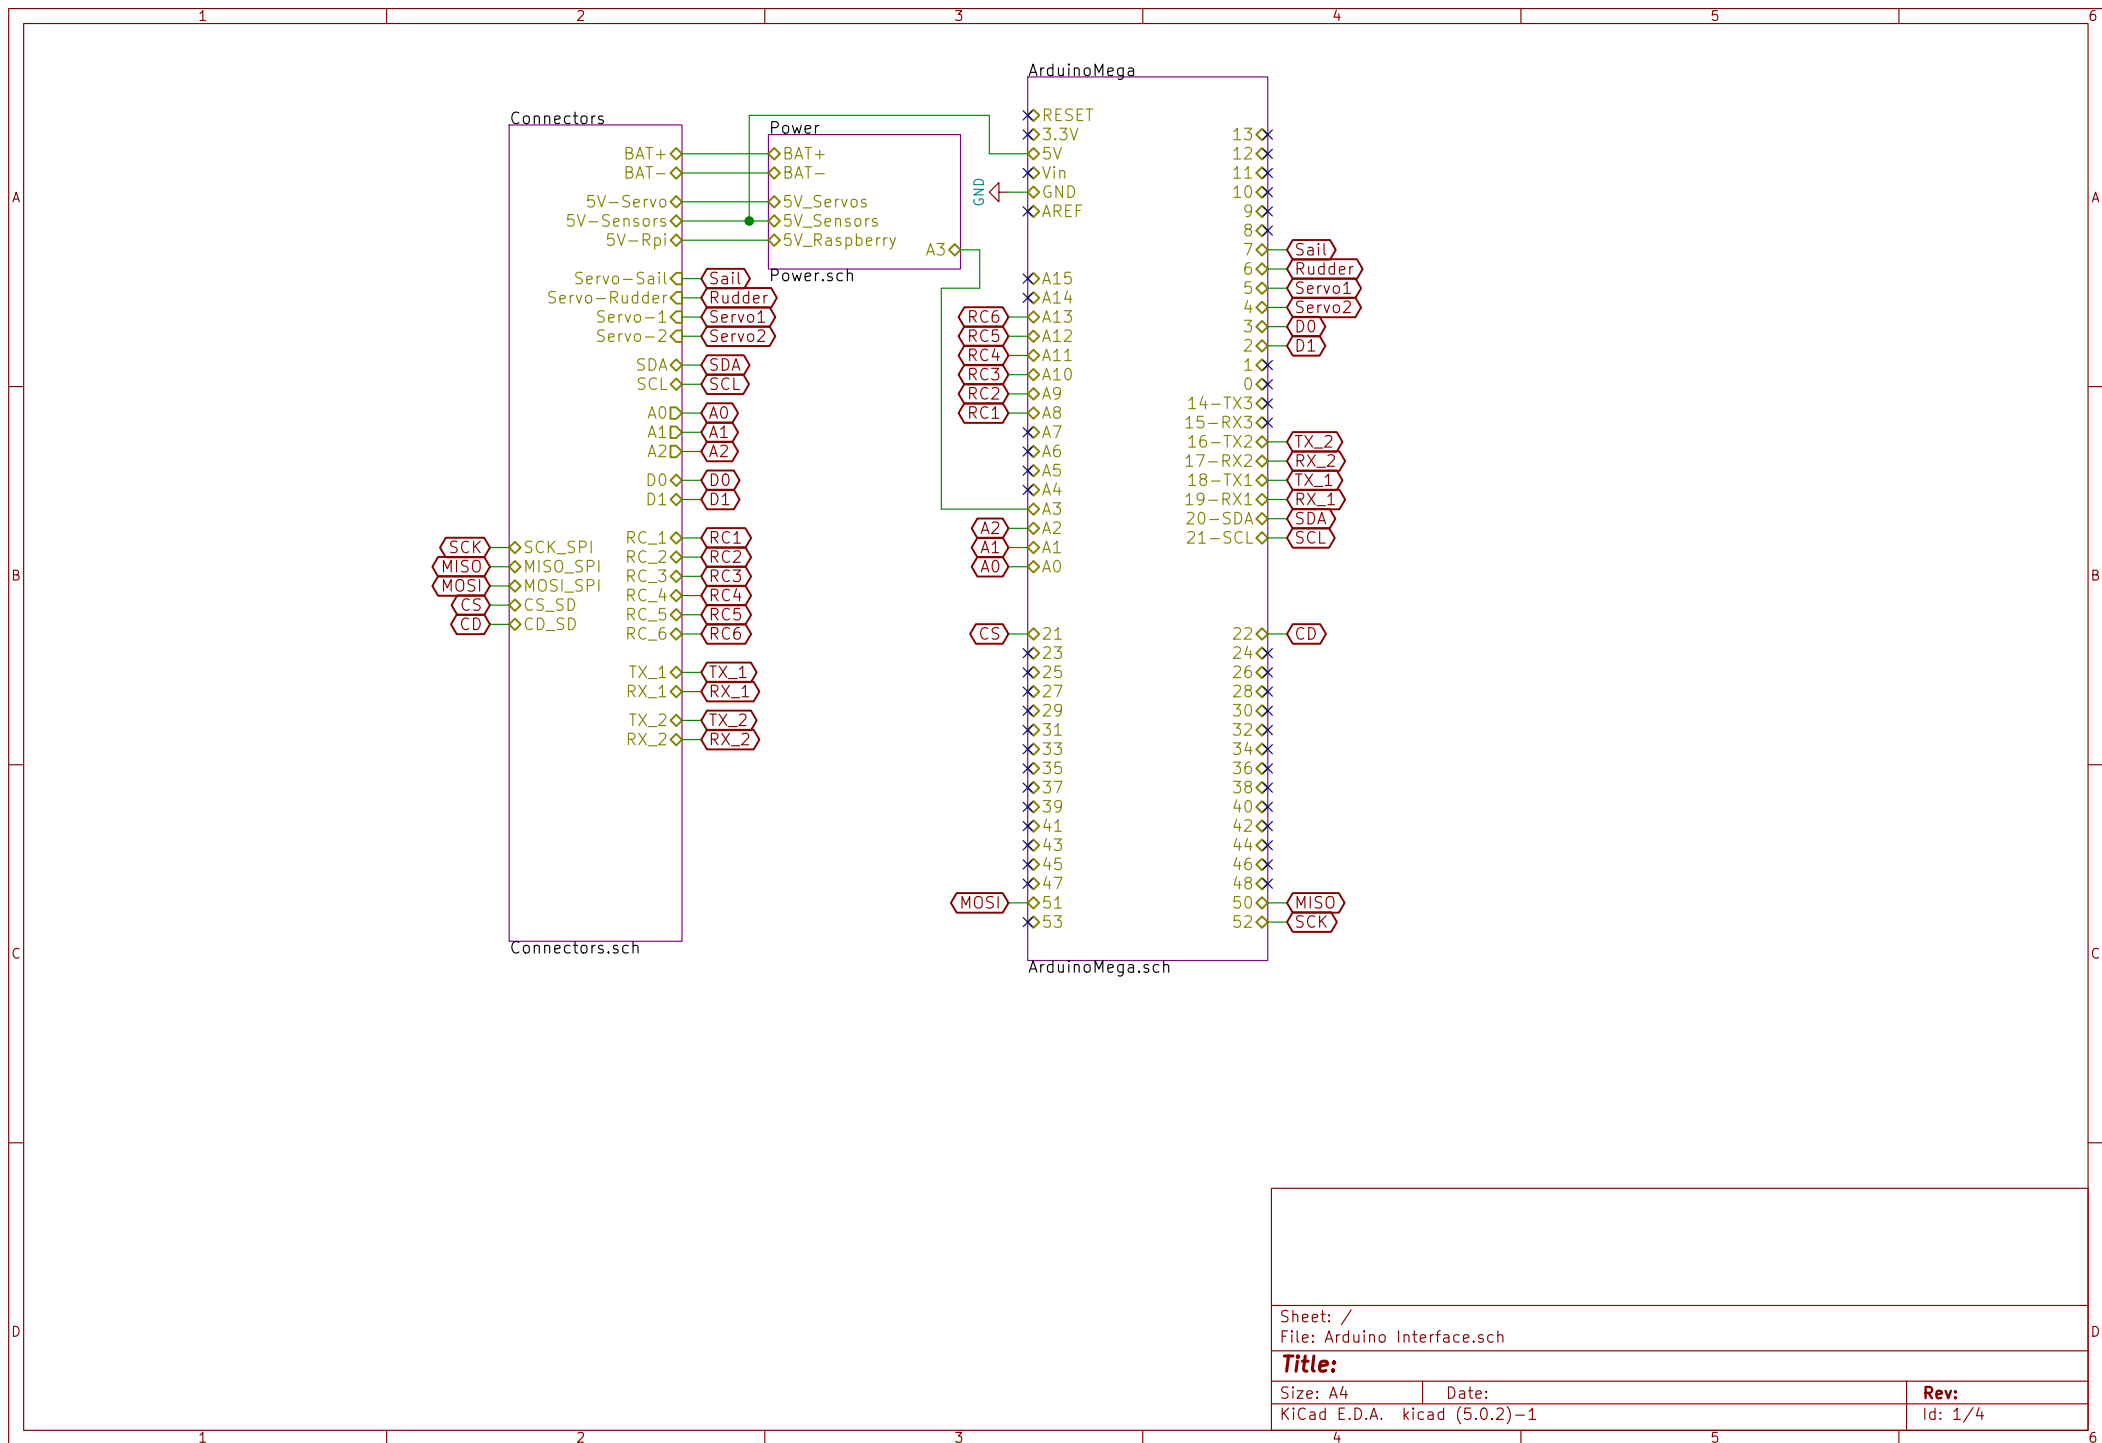 1 2 3 4 5 6
A
B
C
D
Connectors
BAT+
BAT-
5V-Servo
5V-Sensors
5V-Rpi
Servo-Sail Sail
Servo-Rudder Rudder
Servo-1 Servo1
Servo-2 Servo2
SDA SDA
SCL SCL
A0 A0
A1 A1
A2 A2
D0 D0
D1 D1
RC_1 RC1
RC_2 RC2
RC_3 RC3
RC_4 RC4
RC_5 RC5
RC_6 RC6
TX_1 TX_1
RX_1 RX_1
TX_2 TX_2
RX_2 RX_2
SCK SCK_SPI
MISO MISO_SPI
MOSI MOSI_SPI
CS CS_SD
CD CD_SD
Connectors.sch
Power
BAT+
BAT-
5V_Servos
5V_Sensors
5V_Raspberry
A3
Power.sch
ArduinoMega
RESET
3.3V
5V
Vin
GND GND
AREF
A15
A14
RC6 A13
RC5 A12
RC4 A11
RC3 A10
RC2 A9
RC1 A8
A7
A6
A5
A4
A3
A2 A2
A1 A1
A0 A0
CS 21
23
25
27
29
31
33
35
37
39
41
43
45
47
MOSI 51
53
13
12
11
10
9
8
7 Sail
6 Rudder
5 Servo1
4 Servo2
3 D0
2 D1
1
0
14-TX3
15-RX3
16-TX2 TX_2
17-RX2 RX_2
18-TX1 TX_1
19-RX1 RX_1
20-SDA SDA
21-SCL SCL
22 CD
24
26
28
30
32
34
36
38
40
42
44
46
48
50 MISO
52 SCK
ArduinoMega.sch
A
B
C
D
Sheet: /
File: Arduino Interface.sch
Title:
Size: A4 Date: Rev:
KiCad E.D.A. kicad (5.0.2)-1 Id: 1/4
1 2 3 4 5 6